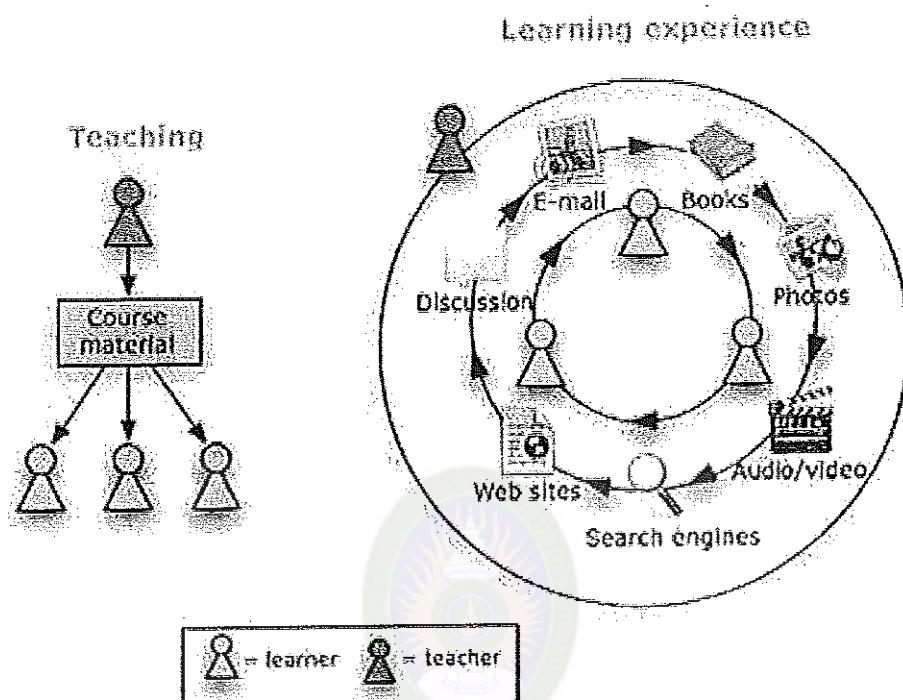 Learning experience
Teaching
Course
material
E-mail
Books
Discussion
Photos
Web sites
Audio/video
Search engines
= learner
= teacher